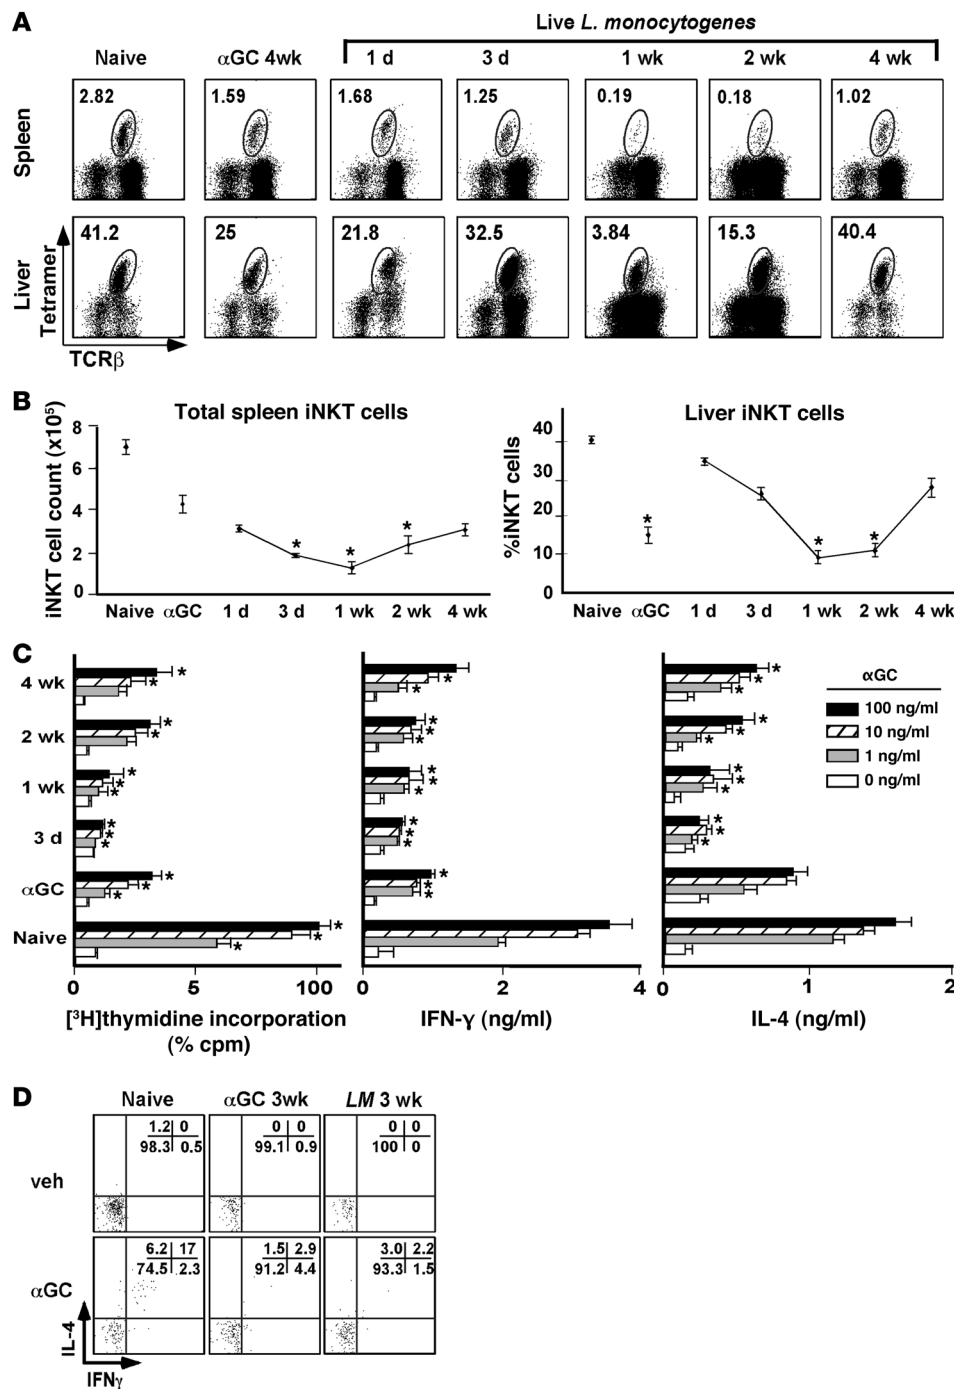 A
Live L. monocytogenes
Naive αGC 4wk 1 d 3 d 1 wk 2 wk 4 wk
Spleen
2.82 1.59 1.68 1.25 0.19 0.18 1.02
Liver
41.2 25 21.8 32.5 3.84 15.3 40.4
Tetramer
TCRβ
B
Total spleen iNKT cells
iNKT cell count (x10⁵)
8
6
4
2
0
Naive αGC 1 d 3 d 1 wk 2 wk 4 wk
* * *
Liver iNKT cells
%iNKT cells
40
30
20
10
0
Naive αGC 1 d 3 d 1 wk 2 wk 4 wk
* * *
C
4 wk
2 wk
1 wk
3 d
αGC
Naive
0 100
[³H]thymidine incorporation
(% cpm)
0 4
IFN-γ (ng/ml)
0 1 2
IL-4 (ng/ml)
αGC
100 ng/ml
10 ng/ml
1 ng/ml
0 ng/ml
D
Naive αGC 3wk LM 3 wk
veh
1.2 0 0 0 0 0
98.3 0.5 99.1 0.9 100 0
αGC
6.2 17 1.5 2.9 3.0 2.2
74.5 2.3 91.2 4.4 93.3 1.5
IL-4
IFNγ